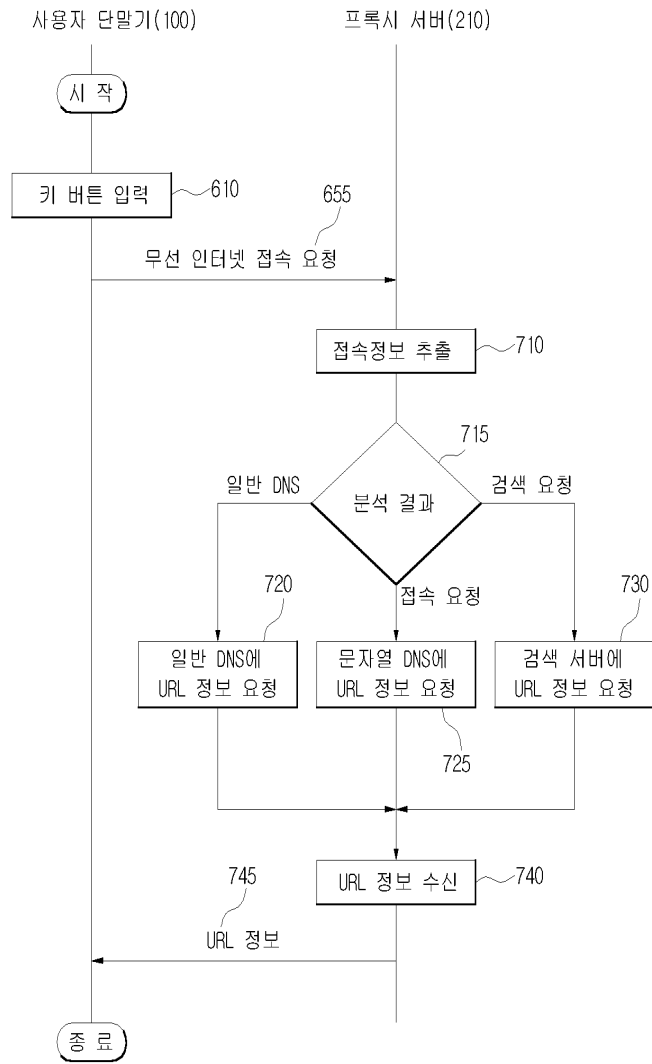 사용자 단말기(100)
프록시 서버(210)
시 작
키 버튼 입력
610
655
무선 인터넷 접속 요청
접속정보 추출
710
715
일반 DNS
분석 결과
검색 요청
접속 요청
720
730
일반 DNS에
URL 정보 요청
문자열 DNS에
URL 정보 요청
검색 서버에
URL 정보 요청
725
URL 정보 수신
740
745
URL 정보
종 료